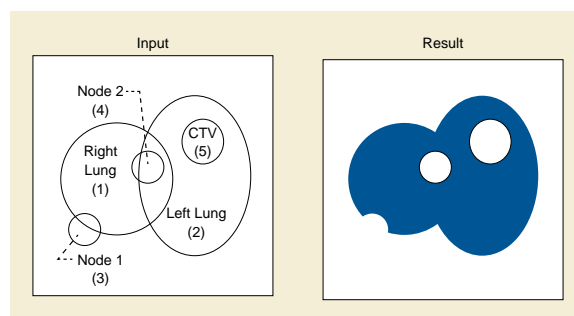 Input
Result
Node 2
(4)
CTV
(5)
Right
Lung
(1)
Left Lung
(2)
Node 1
(3)